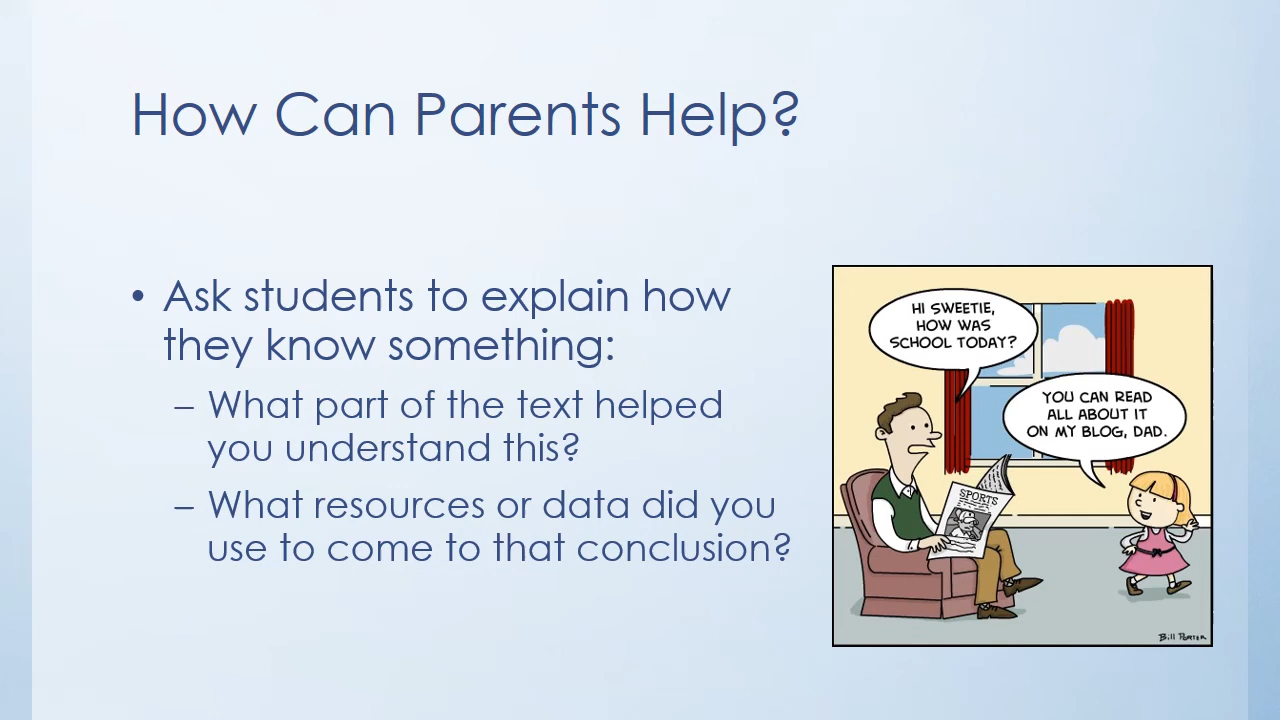 How Can Parents Help?
• Ask students to explain how
they know something:
– What part of the text helped
you understand this?
– What resources or data did you
use to come to that conclusion?
HI SWEETIE,
HOW WAS
SCHOOL TODAY?
YOU CAN READ
ALL ABOUT IT
ON MY BLOG, DAD.
SPORTS
Bill Porter